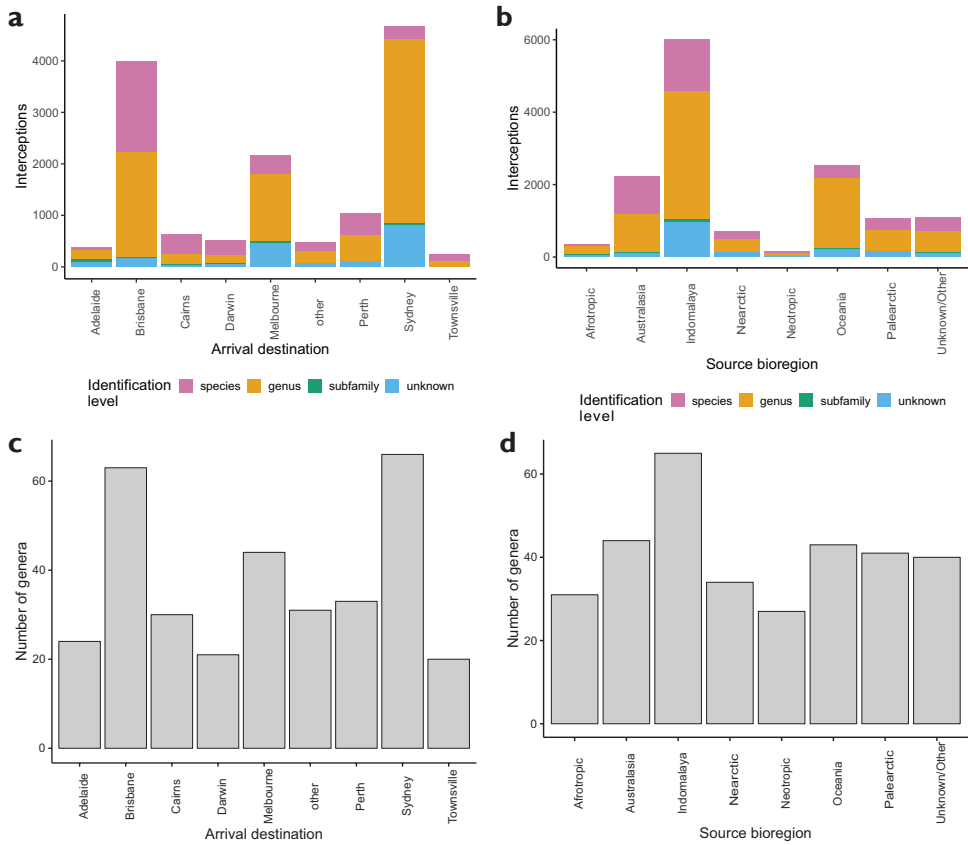 a
Interceptions
4000
3000
2000
1000
0
Adelaide
Brisbane
Cairns
Darwin
Melbourne
other
Perth
Sydney
Townsville
Arrival destination
Identification
level
species
genus
subfamily
unknown
b
Interceptions
6000
4000
2000
0
Afrotropic
Australasia
Indomalaya
Nearctic
Neotropic
Oceania
Palearctic
Unknown/Other
Source bioregion
Identification
level
species
genus
subfamily
unknown
c
Number of genera
60
40
20
0
Adelaide
Brisbane
Cairns
Darwin
Melbourne
other
Perth
Sydney
Townsville
Arrival destination
d
Number of genera
60
40
20
0
Afrotropic
Australasia
Indomalaya
Nearctic
Neotropic
Oceania
Palearctic
Unknown/Other
Source bioregion